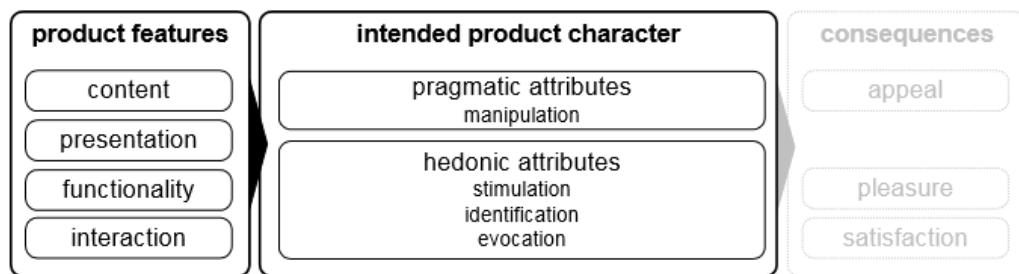 product features
content
presentation
functionality
interaction
intended product character
pragmatic attributes
manipulation
hedonic attributes
stimulation
identification
evocation
consequences
appeal
pleasure
satisfaction